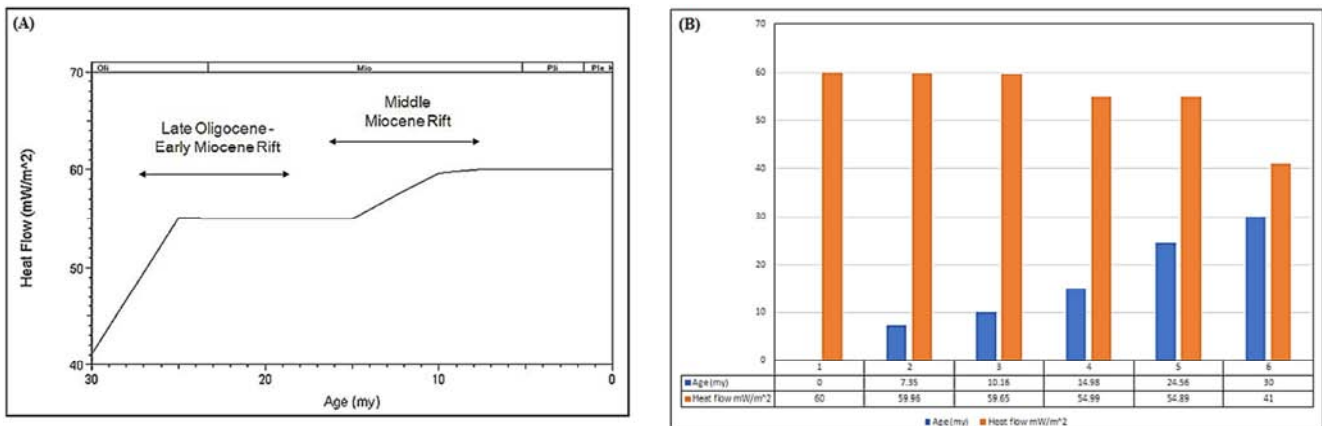 (A)
70
60
50
40
Heat Flow (mW/m^2)
Oli
Mio
Pli
Ple
Late Oligocene-
Early Miocene Rift
Middle
Miocene Rift
30
20
10
0
Age (my)
(B)
70
60
50
40
30
20
10
0
1 2 3 4 5 6
Age (my) 0 7.35 10.16 14.98 24.56 30
Heat flow mW/m^2 60 59.96 59.65 54.99 54.89 41
Age (my) Heat flow mW/m^2